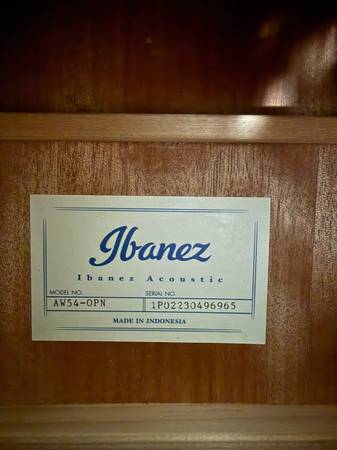 Ibanez
Ibanez Acoustic
MODEL NO. SERIAL NO.
AW54-OPN 1P02230496965
MADE IN INDONESIA